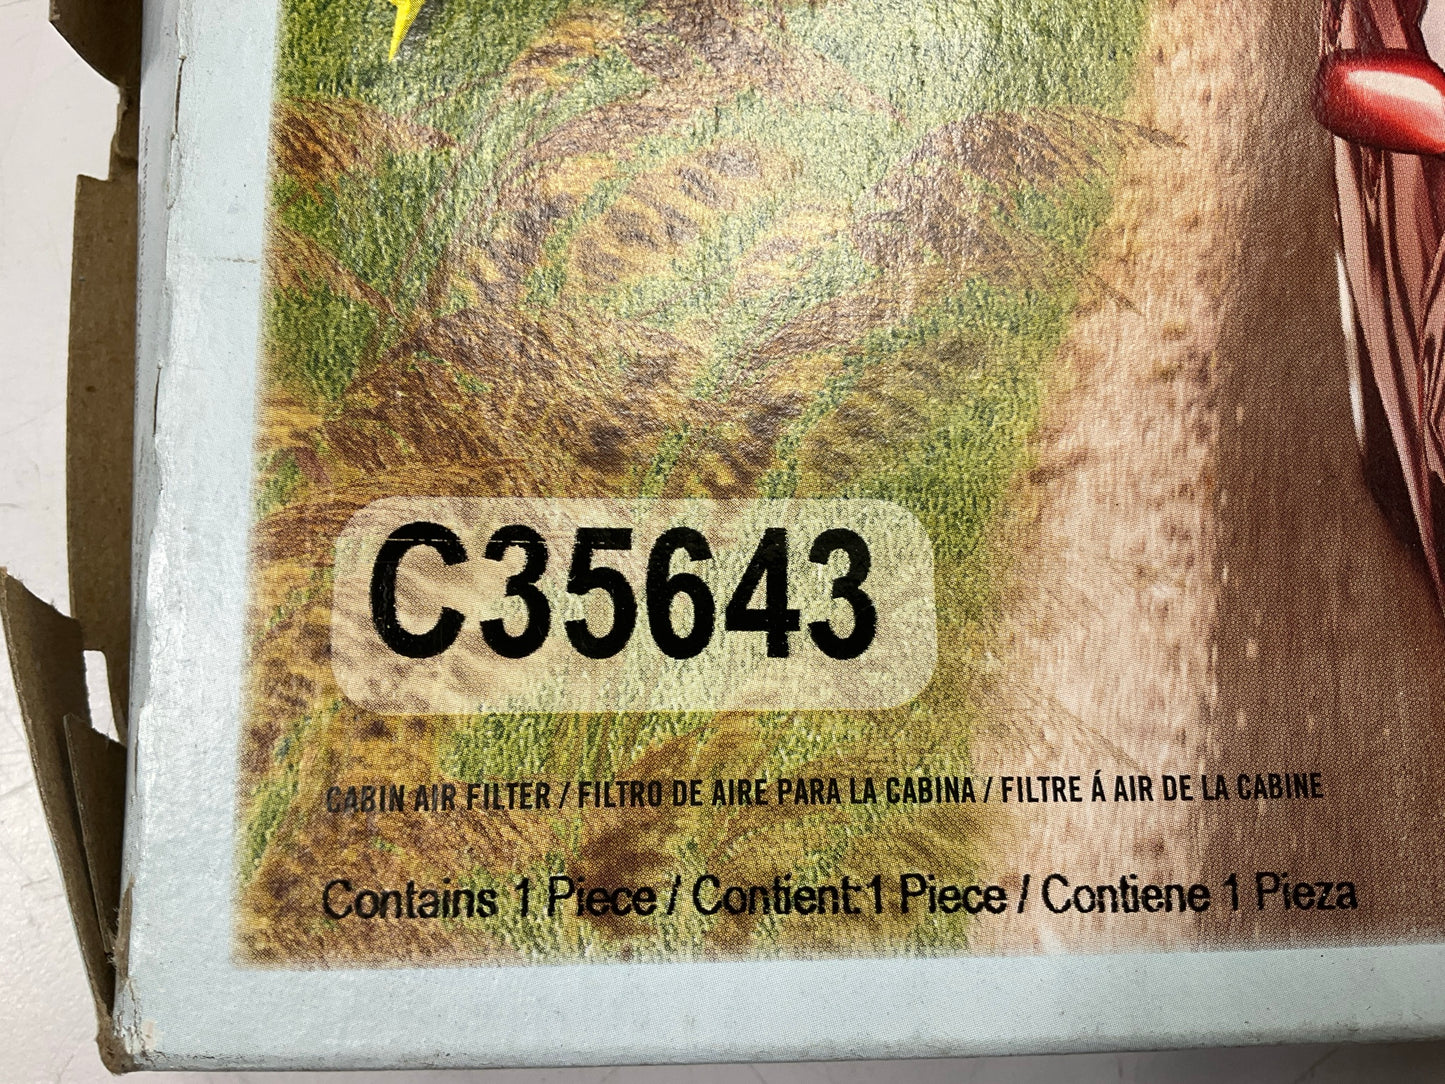 C35643
CABIN AIR FILTER / FILTRO DE AIRE PARA LA CABINA / FILTRE Á AIR DE LA CABINE
Contains 1 Piece / Contient:1 Piece / Contiene 1 Pieza